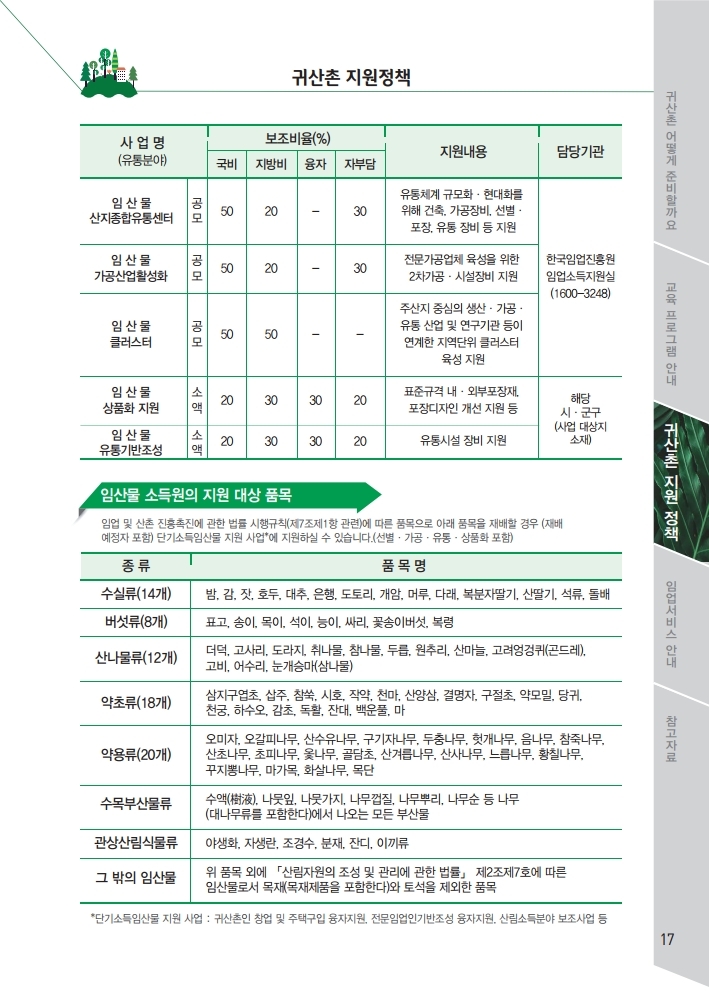 귀산촌 지원정책
사 업 명
(유통분야)
보조비율(%)
국비 지방비 융자 자부담
지원내용
담당기관
임 산 물
산지종합유통센터
공
모
50 20 - 30
유통체계 규모화 · 현대화를
위해 건축, 가공장비, 선별 ·
포장, 유통 장비 등 지원
임 산 물
가공산업활성화
공
모
50 20 - 30
전문가공업체 육성을 위한
2차가공 · 시설장비 지원
한국임업진흥원
임업소득지원실
(1600-3248)
임 산 물
클러스터
공
모
50 50 - -
주산지 중심의 생산 · 가공 ·
유통 산업 및 연구기관 등이
연계한 지역단위 클러스터
육성 지원
임 산 물
상품화 지원
소
액
20 30 30 20
표준규격 내 · 외부포장재,
포장디자인 개선 지원 등
해당
시 · 군구
(사업 대상지
소재)
임 산 물
유통기반조성
소
액
20 30 30 20
유통시설 장비 지원
임산물 소득원의 지원 대상 품목
임업 및 산촌 진흥촉진에 관한 법률 시행규칙(제7조제1항 관련)에 따른 품목으로 아래 품목을 재배할 경우 (재배
예정자 포함) 단기소득임산물 지원 사업*에 지원하실 수 있습니다.(선별 · 가공 · 유통 · 상품화 포함)
종 류 품 목 명
수실류(14개) 밤, 감, 잣, 호두, 대추, 은행, 도토리, 개암, 머루, 다래, 복분자딸기, 산딸기, 석류, 돌배
버섯류(8개) 표고, 송이, 목이, 석이, 능이, 싸리, 꽃송이버섯, 복령
산나물류(12개) 더덕, 고사리, 도라지, 취나물, 참나물, 두릅, 원추리, 산마늘, 고려엉겅퀴(곤드레),
고비, 어수리, 눈개승마(삼나물)
약초류(18개) 삼지구엽초, 삽주, 참쑥, 시호, 작약, 천마, 산양삼, 결명자, 구절초, 약모밀, 당귀,
천궁, 하수오, 감초, 독활, 잔대, 백운풀, 마
약용류(20개) 오미자, 오갈피나무, 산수유나무, 구기자나무, 두충나무, 헛개나무, 음나무, 참죽나무,
산초나무, 초피나무, 옻나무, 골담초, 산겨릅나무, 산사나무, 느릅나무, 황칠나무,
꾸지뽕나무, 마가목, 화살나무, 목단
수목부산물류 수액(樹液), 나뭇잎, 나뭇가지, 나무껍질, 나무뿌리, 나무순 등 나무
(대나무류를 포함한다)에서 나오는 모든 부산물
관상산림식물류 야생화, 자생란, 조경수, 분재, 잔디, 이끼류
그 밖의 임산물 위 품목 외에 「산림자원의 조성 및 관리에 관한 법률」 제2조제7호에 따른
임산물로서 목재(목재제품을 포함한다)와 토석을 제외한 품목
*단기소득임산물 지원 사업 : 귀산촌인 창업 및 주택구입 융자지원, 전문임업인기반조성 융자지원, 산림소득분야 보조사업 등
귀산촌 어떻게 준비할까요
교육 프로그램 안내
귀산촌 지원 정책
임업서비스 안내
참고자료
17